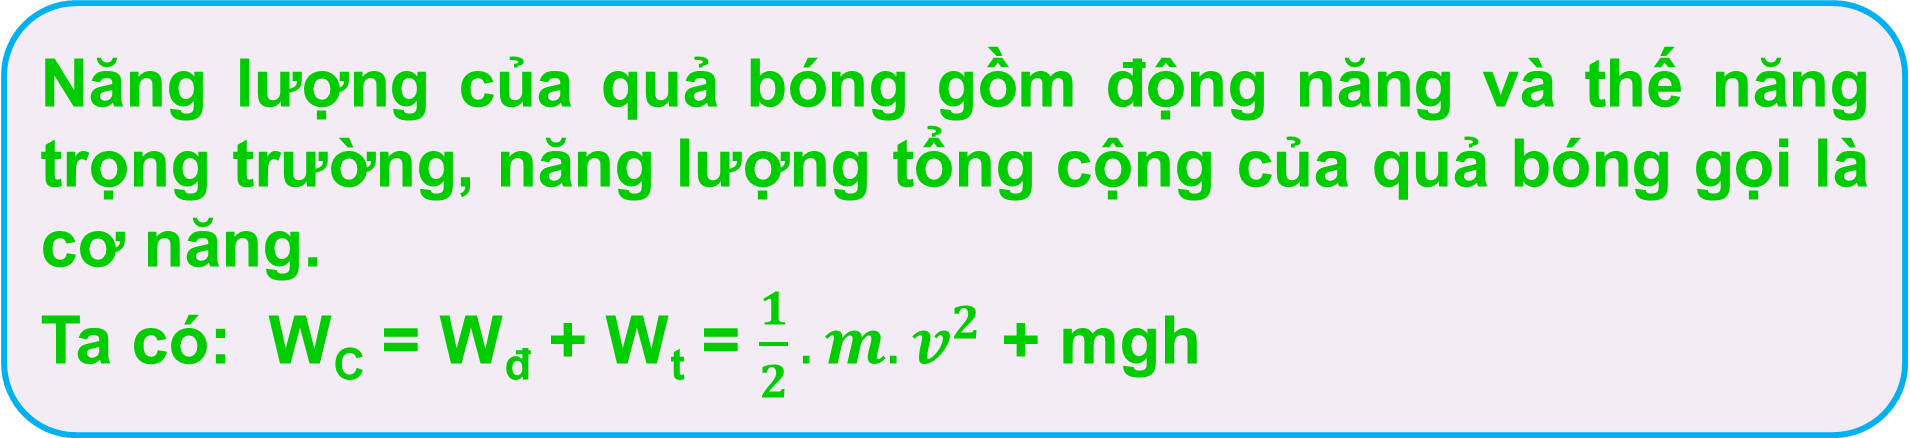 Năng lượng của quả bóng gồm động năng và thế năng
trọng trường, năng lượng tổng cộng của quả bóng gọi là
cơ năng.
Ta có: W_C = W_đ + W_t = \frac{1}{2} . m. v^2 + mgh